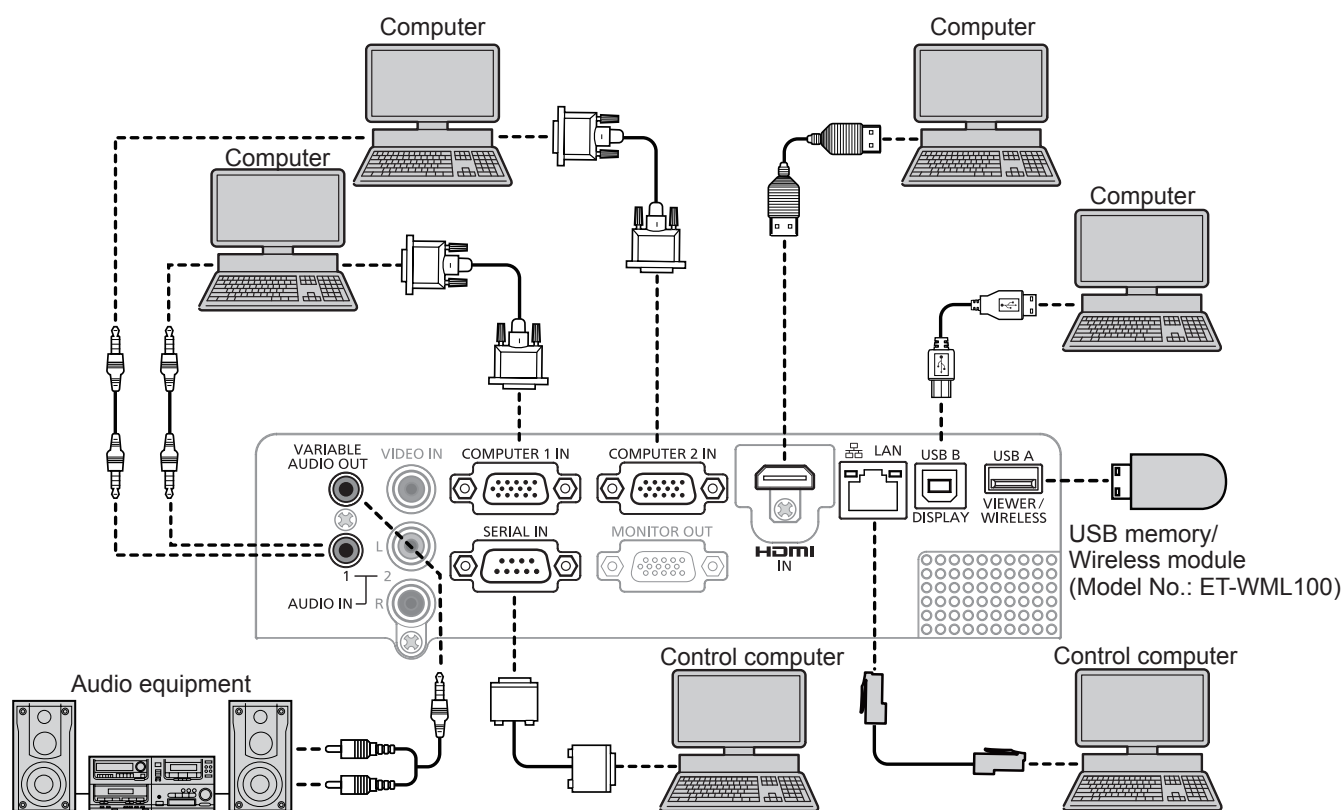 Computer
Computer
Computer
Computer
VARIABLE
AUDIO OUT
VIDEO IN
COMPUTER 1 IN
COMPUTER 2 IN
LAN
USB B
USB A
DISPLAY
VIEWER /
WIRELESS
SERIAL IN
MONITOR OUT
HDMI
IN
L
1
2
AUDIO IN
R
USB memory/
Wireless module
(Model No.: ET-WML100)
Audio equipment
Control computer
Control computer